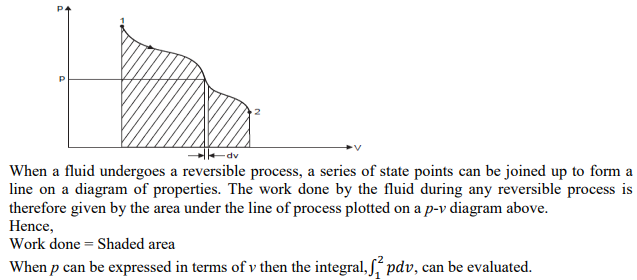 P
1
P
2
V
dv
When a fluid undergoes a reversible process, a series of state points can be joined up to form a
line on a diagram of properties. The work done by the fluid during any reversible process is
therefore given by the area under the line of process plotted on a p-v diagram above.
Hence,
Work done = Shaded area
When p can be expressed in terms of v then the integral,∫₁² pdv, can be evaluated.